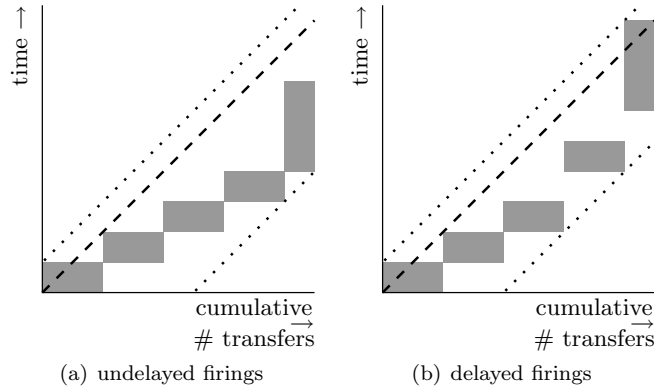 time →
time →
cumulative
# transfers→
cumulative
# transfers→
(a) undelayed firings
(b) delayed firings